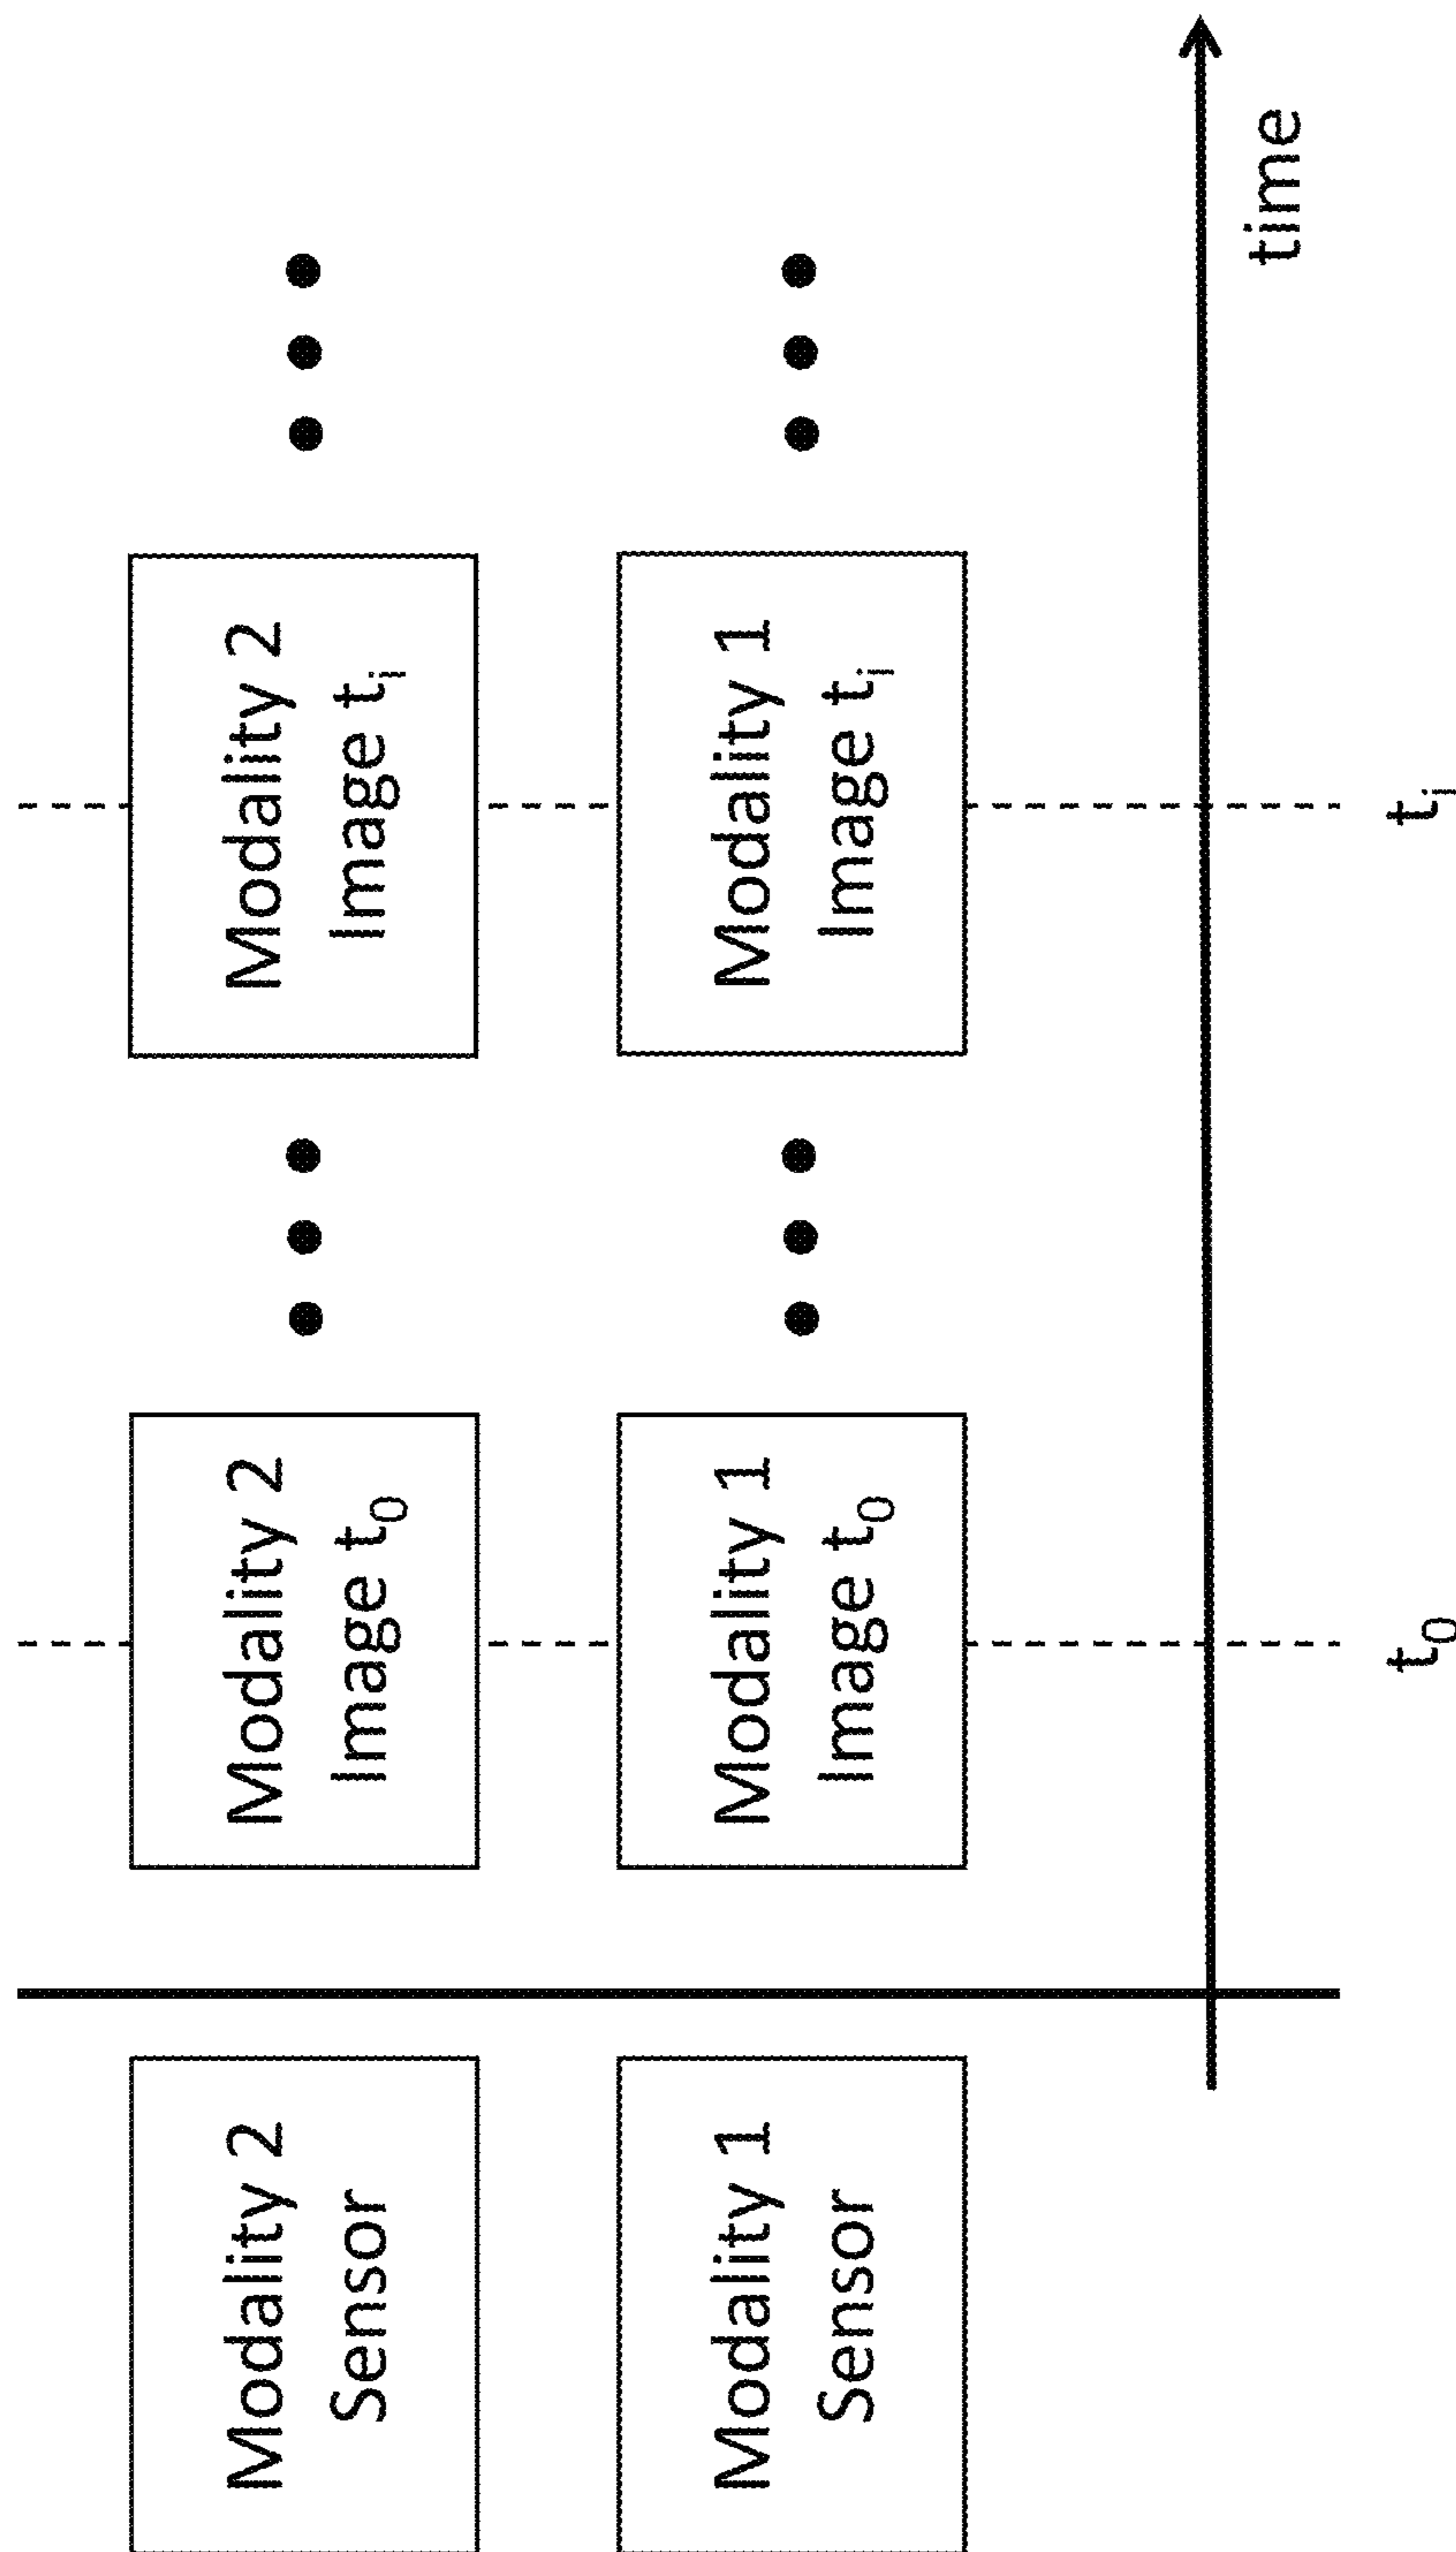 Modality 2
Sensor
Modality 2
Image t₀
Modality 2
Image tᵢ
Modality 1
Sensor
Modality 1
Image t₀
Modality 1
Image tᵢ
time
t₀
tᵢ